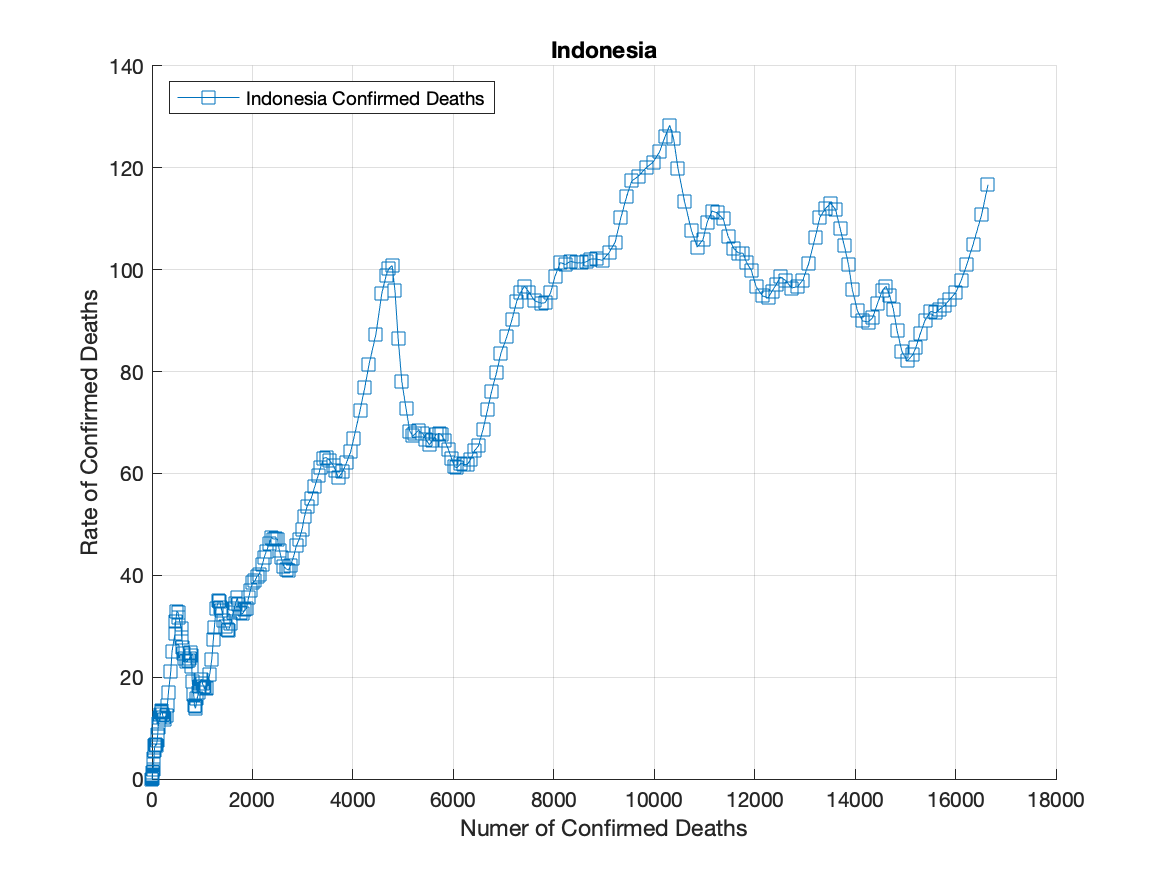 Indonesia
Indonesia Confirmed Deaths
140
120
100
80
60
40
20
0
Rate of Confirmed Deaths
0 2000 4000 6000 8000 10000 12000 14000 16000 18000
Numer of Confirmed Deaths